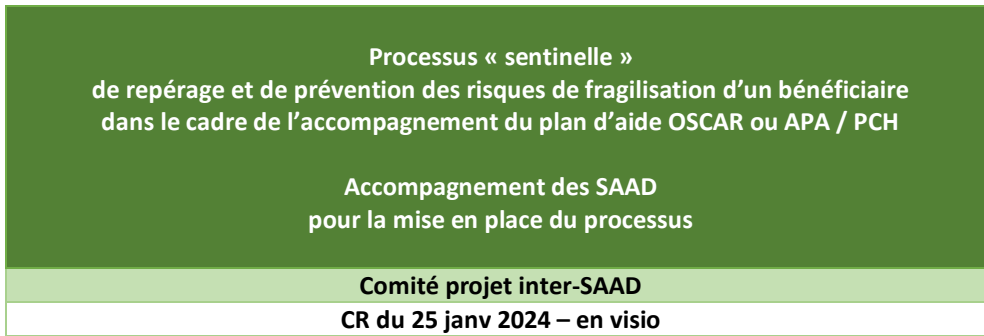 Processus « sentinelle »
de repérage et de prévention des risques de fragilisation d’un bénéficiaire
dans le cadre de l’accompagnement du plan d’aide OSCAR ou APA / PCH
Accompagnement des SAAD
pour la mise en place du processus
Comité projet inter-SAAD
CR du 25 janv 2024 – en visio